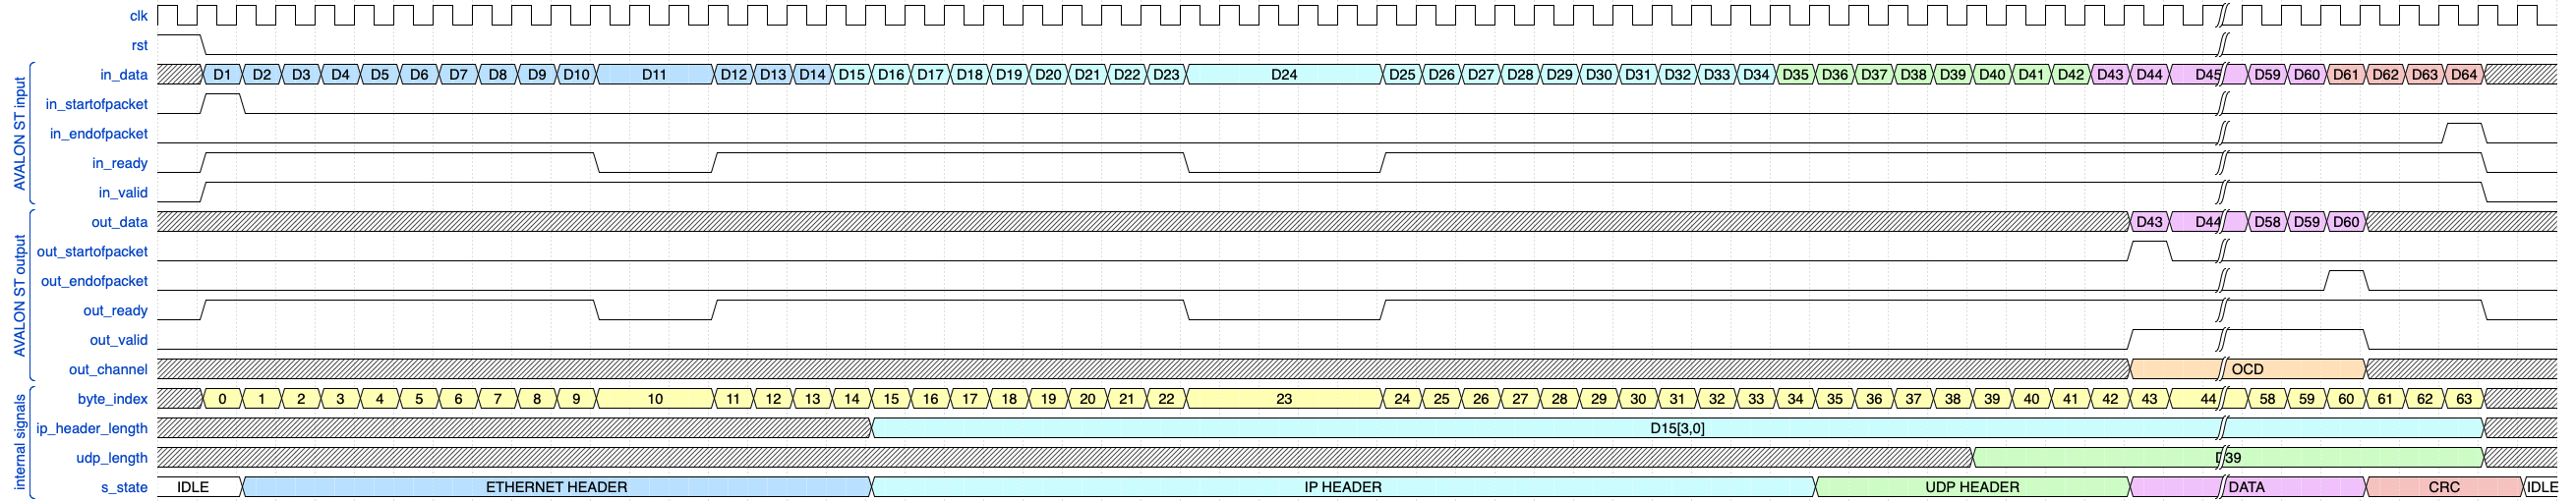 clk
rst
AVALON ST input
in_data D1 D2 D3 D4 D5 D6 D7 D8 D9 D10 D11 D12 D13 D14 D15 D16 D17 D18 D19 D20 D21 D22 D23 D24 D25 D26 D27 D28 D29 D30 D31 D32 D33 D34 D35 D36 D37 D38 D39 D40 D41 D42 D43 D44 D45 D59 D60 D61 D62 D63 D64
in_startofpacket
in_endofpacket
in_ready
in_valid
AVALON ST output
out_data D43 D44 D58 D59 D60
out_startofpacket
out_endofpacket
out_ready
out_valid
out_channel OCD
internal signals
byte_index 0 1 2 3 4 5 6 7 8 9 10 11 12 13 14 15 16 17 18 19 20 21 22 23 24 25 26 27 28 29 30 31 32 33 34 35 36 37 38 39 40 41 42 43 44 58 59 60 61 62 63
ip_header_length D15[3,0]
udp_length D39
s_state IDLE ETHERNET HEADER IP HEADER UDP HEADER DATA CRC IDLE